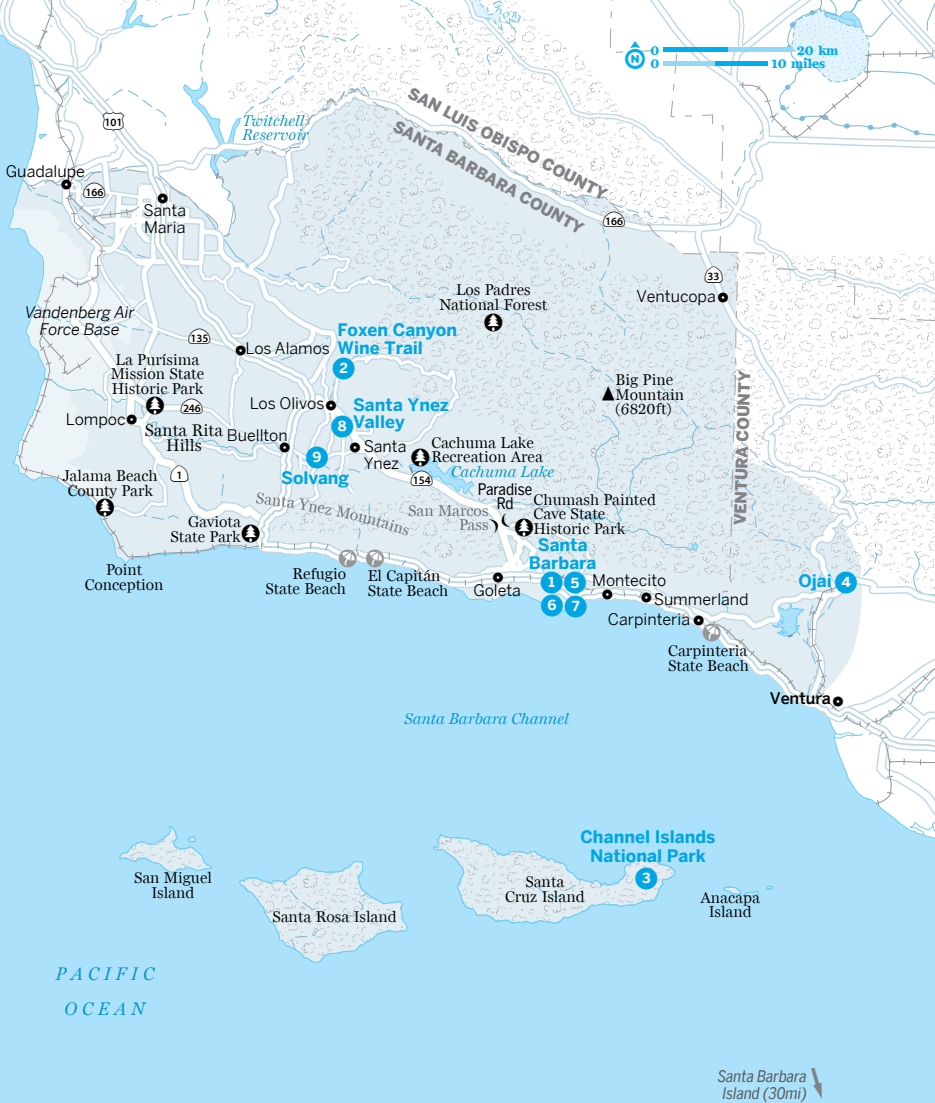 0
20 km
N
0
10 miles
101
Twitchell
Reservoir
SAN LUIS OBISPO COUNTY
SANTA BARBARA COUNTY
Guadalupe
166
Santa
Maria
166
33
Ventucopa
Los Padres
National Forest
Vandenberg Air
Force Base
135
Los Alamos
Foxen Canyon
Wine Trail
2
La Purísima
Mission State
Historic Park
246
Big Pine
Mountain
(6820ft)
VENTURA COUNTY
Los Olivos
Santa Ynez
Valley
8
Lompoc
Santa Rita
Hills
Buellton
9
Solvang
Santa
Ynez
Cachuma Lake
Recreation Area
Cachuma Lake
154
1
Jalama Beach
County Park
Paradise
Rd
Santa Ynez Mountains
San Marcos
Pass
Chumash Painted
Cave State
Historic Park
Gaviota
State Park
Santa
Barbara
Point
Conception
Refugio
State Beach
El Capitán
State Beach
Goleta
1
5
6
7
Montecito
Summerland
Ojai
4
Carpinteria
Carpinteria
State Beach
Ventura
Santa Barbara Channel
Channel Islands
National Park
3
San Miguel
Island
Santa Rosa Island
Santa
Cruz Island
Anacapa
Island
PACIFIC
OCEAN
Santa Barbara
Island (30mi)